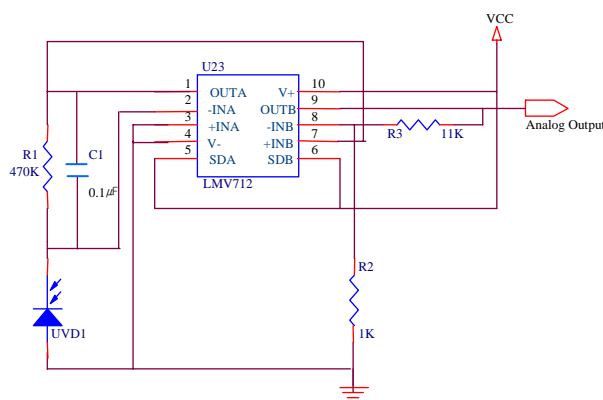 VCC
U23
1 OUTA V+ 10
2 -INA OUTB 9
3 +INA -INB 8
4 V- +INB 7
5 SDA SDB 6
LMV712
Analog Output
R3 11K
R1
470K
C1
0.1μF
R2
1K
UVD1